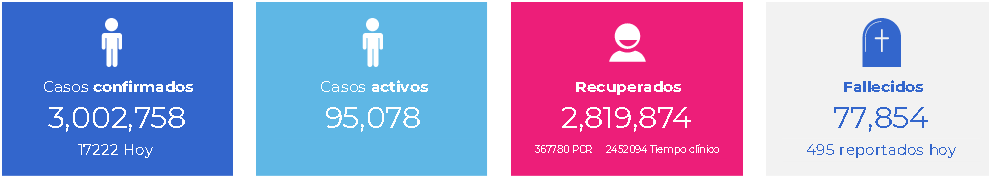 Casos confirmados
3,002,758
17222 Hoy
Casos activos
95,078
Recuperados
2,819,874
367780 PCR 2452094 Tiempo clínico
Fallecidos
77,854
495 reportados hoy